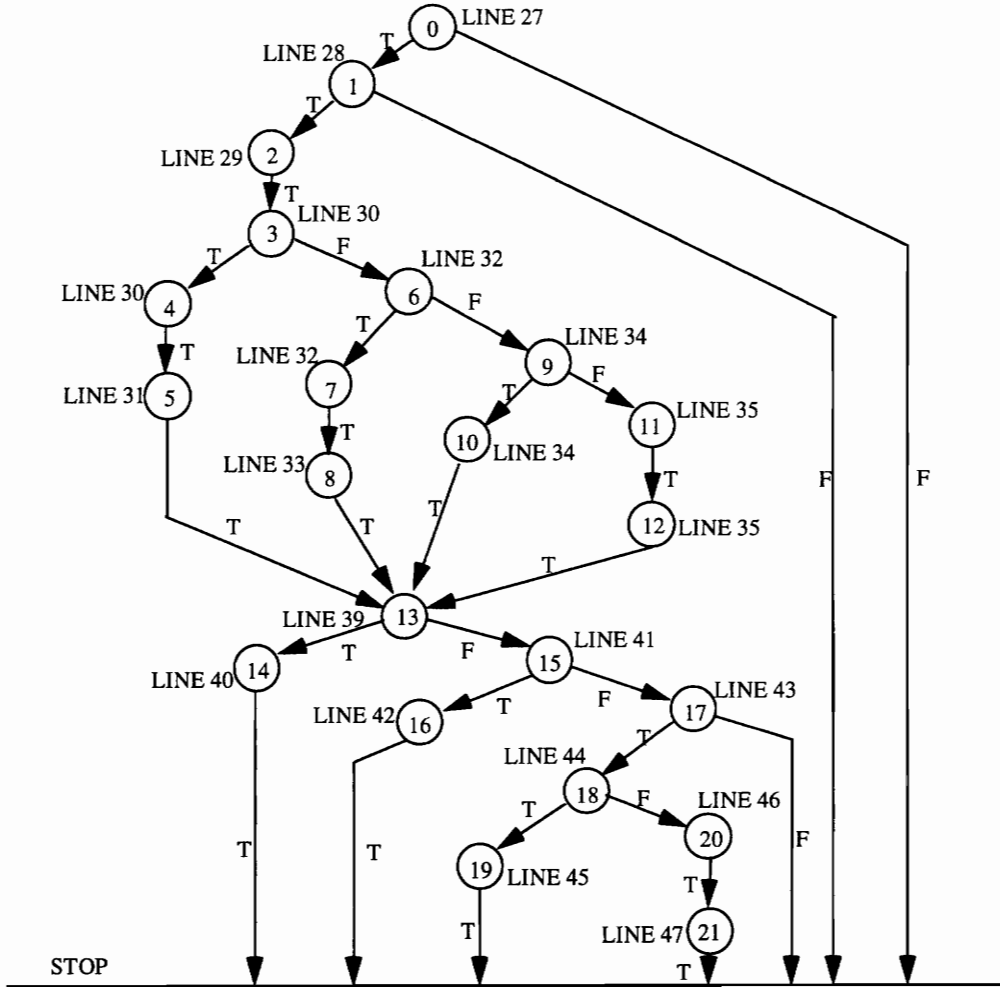 0 LINE 27
T
LINE 28
1
T
LINE 29 2
T
3 LINE 30
T F
LINE 30 4
LINE 32
6
T F
T
LINE 31 5
LINE 32 7
LINE 34
9
T F
T
LINE 33 8
10 LINE 34
11 LINE 35
T
12 LINE 35
T T T T
F F
LINE 39 13
T F
LINE 40 14
LINE 41
15
T F
LINE 42 16
LINE 43
17
T
LINE 44
18
T F
LINE 46
20
F
T T
19 LINE 45
T
LINE 47 21
T
T
STOP